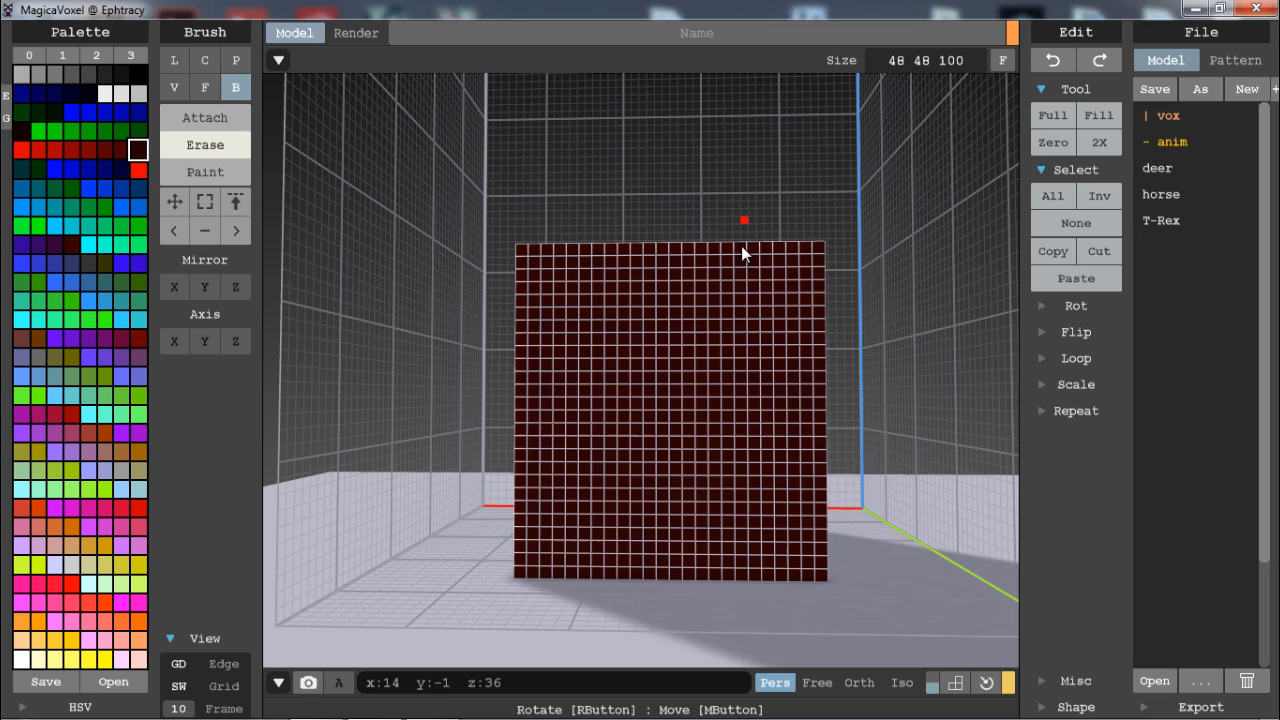 MagicaVoxel @ Ephtracy
Palette
0 1 2 3
E
G
Save Open
HSV
Brush
L C P
V F B
Attach
Erase
Paint
< - >
Mirror
X Y Z
Axis
X Y Z
View
GD Edge
SW Grid
10 Frame
Model Render Name
Size 48 48 100 F
A x:14 y:-1 z:36 Pers Free Orth Iso
Rotate [RButton] : Move [MButton]
Edit
Tool
Full Fill
Zero 2X
Select
All Inv
None
Copy Cut
Paste
Rot
Flip
Loop
Scale
Repeat
Misc
Shape
File
Model Pattern
Save As New +
| vox
- anim
deer
horse
T-Rex
Open ...
Export